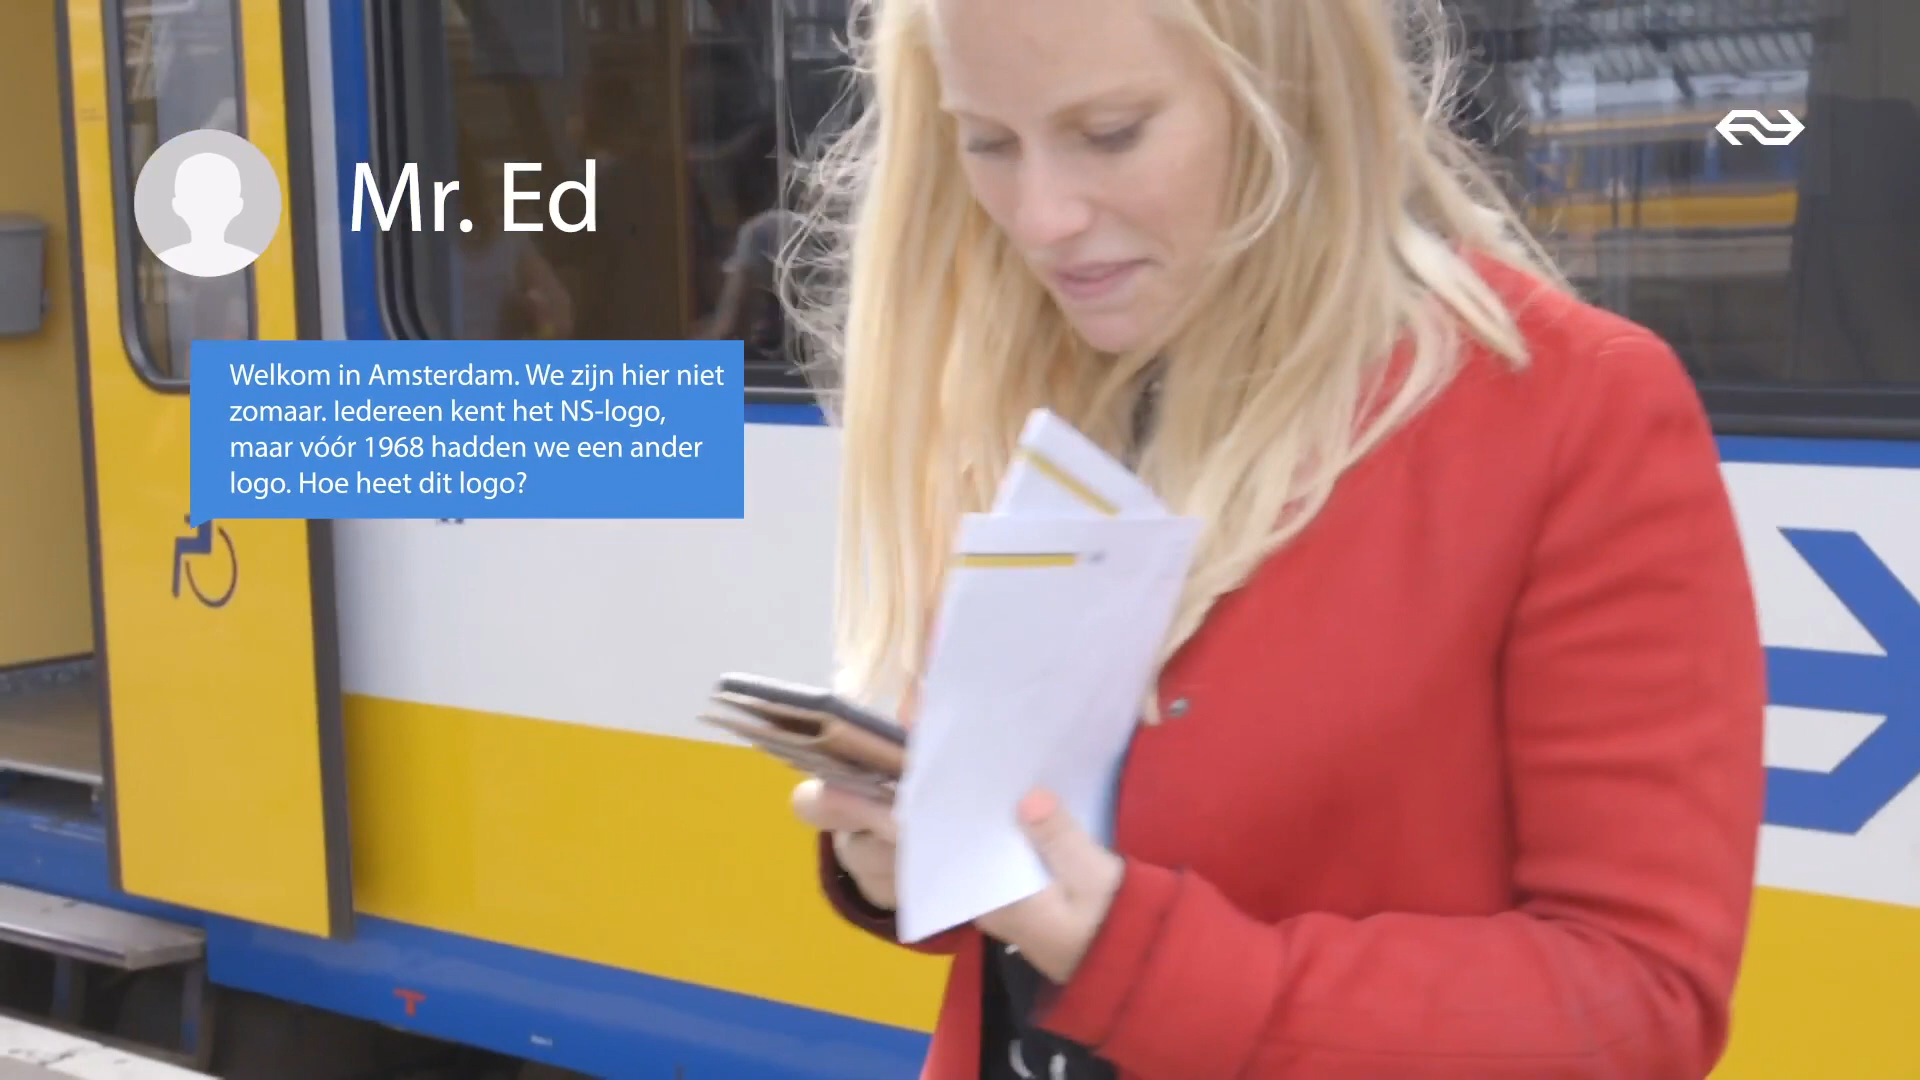 Mr. Ed
Welkom in Amsterdam. We zijn hier niet
zomaar. Iedereen kent het NS-logo,
maar vóór 1968 hadden we een ander
logo. Hoe heet dit logo?
T